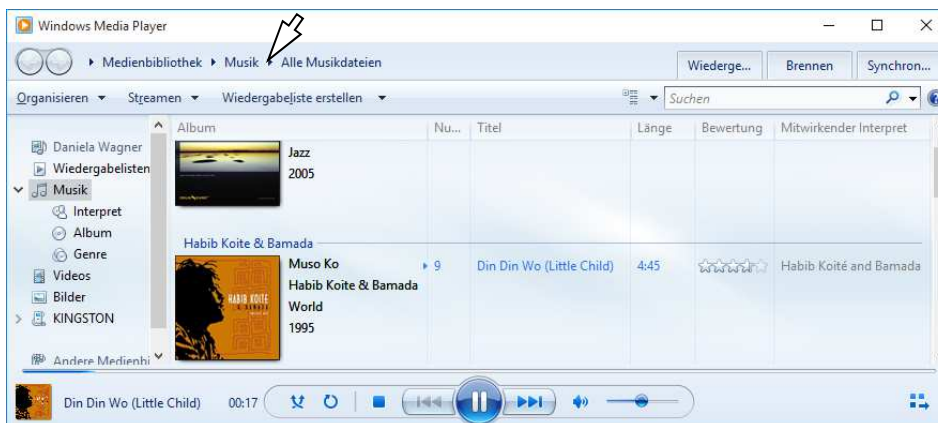 Windows Media Player
Medienbibliothek Musik Alle Musikdateien
Wiederge... Brennen Synchron...
Organisieren Streamen Wiedergabeliste erstellen Suchen
Album Nu... Titel Länge Bewertung Mitwirkender Interpret
Daniela Wagner
Wiedergabelisten
Musik
Interpret
Album
Genre
Videos
Bilder
KINGSTON
Andere Medienbi
Jazz
2005
Habib Koite & Bamada
Muso Ko 9 Din Din Wo (Little Child) 4:45 Habib Koité and Bamada
Habib Koite & Bamada
World
1995
HABIB KOITÉ
Din Din Wo (Little Child) 00:17